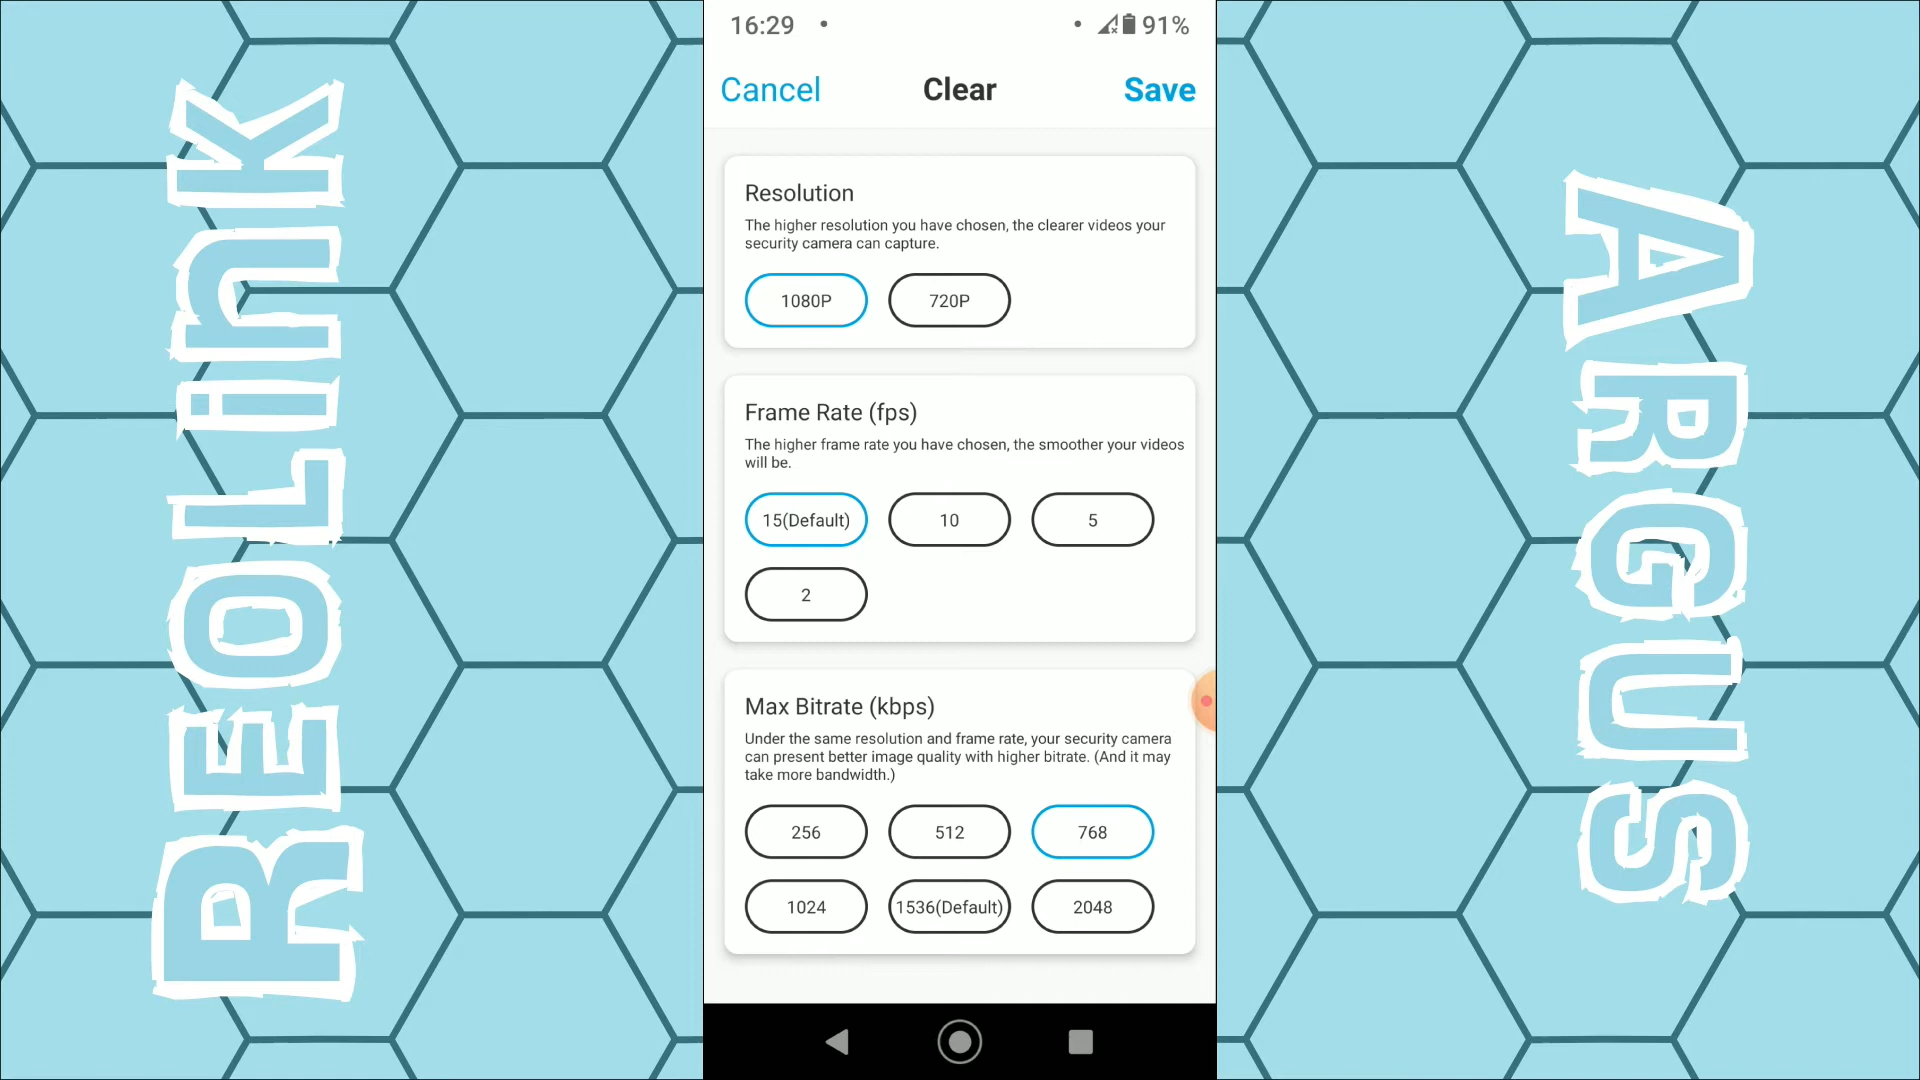 REOLiNK
16:29
91%
Cancel
Clear
Save
Resolution
The higher resolution you have chosen, the clearer videos your
security camera can capture.
1080P
720P
Frame Rate (fps)
The higher frame rate you have chosen, the smoother your videos
will be.
15(Default)
10
5
2
Max Bitrate (kbps)
Under the same resolution and frame rate, your security camera
can present better image quality with higher bitrate. (And it may
take more bandwidth.)
256
512
768
1024
1536(Default)
2048
ARGUS